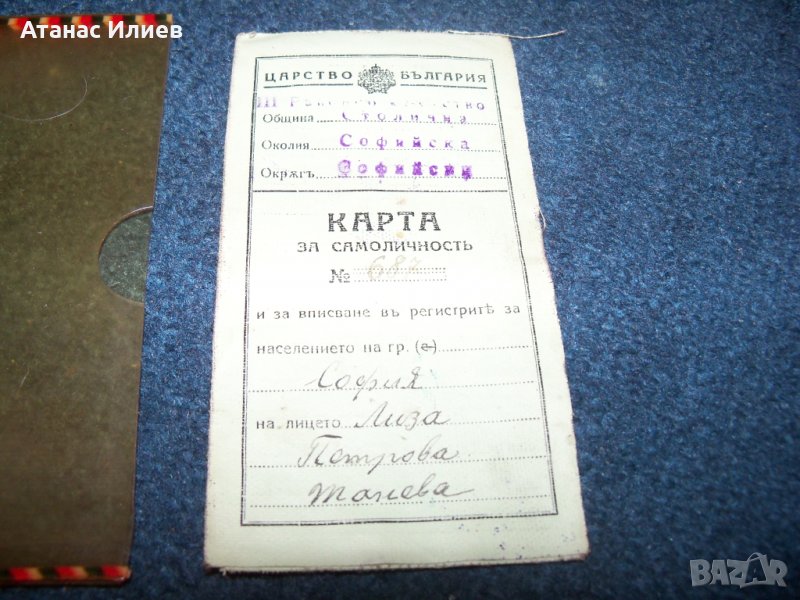 Атанас Илиев
ЦАРСТВО БЪЛГАРИЯ
III
Община Столична
Околия Софийска
Окрѫгъ Софийски
КАРТА
ЗА САМОЛИЧНОСТЬ
№ 687
и за вписване въ регистритѣ за
населението на гр. (с)
София
на лицето Лиза
Петрова
Танева
BAZAR